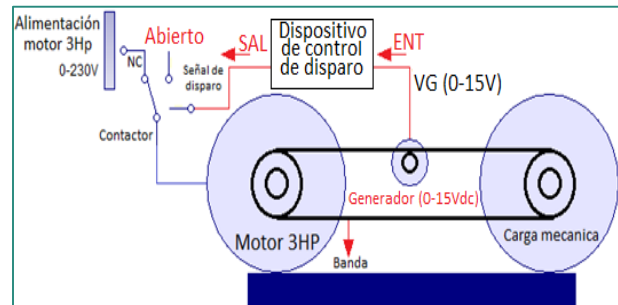 Alimentación
motor 3Hp
0-230V
NC
Abierto
SAL
Dispositivo
de control
de disparo
ENT
Señal de
disparo
VG (0-15V)
Contactor
Generador (0-15Vdc)
Motor 3HP
Carga mecanica
Banda